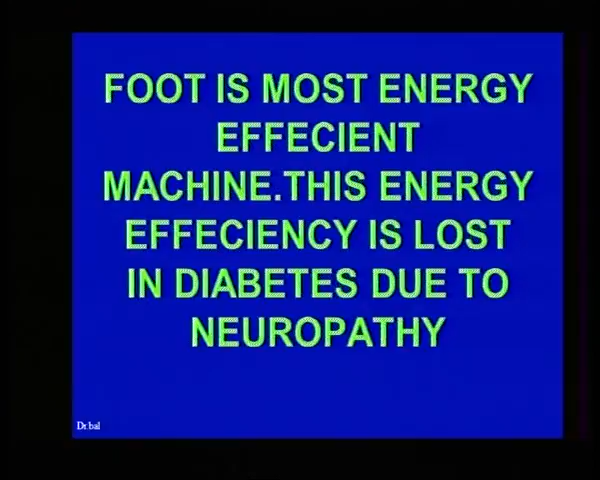 FOOT IS MOST ENERGY
EFFECIENT
MACHINE.THIS ENERGY
EFFECIENCY IS LOST
IN DIABETES DUE TO
NEUROPATHY
Dr.bal